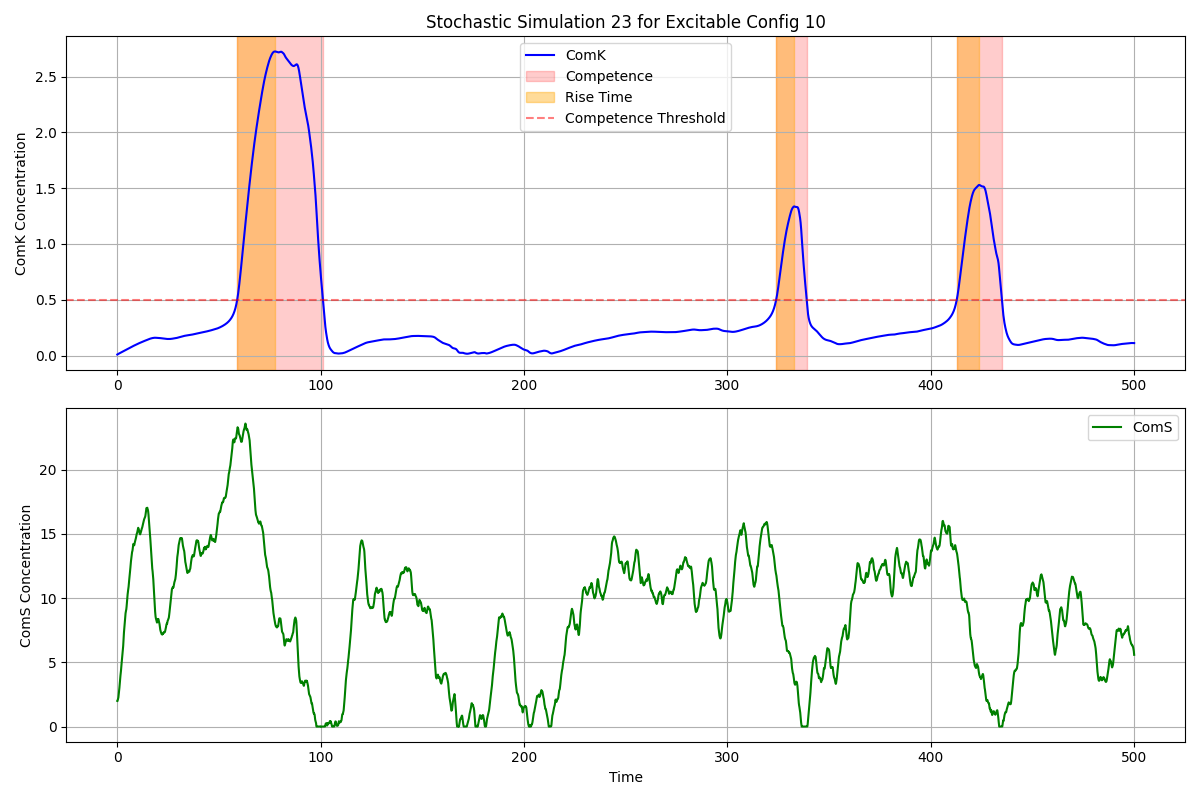 Stochastic Simulation 23 for Excitable Config 10
ComK Concentration
2.5
2.0
1.5
1.0
0.5
0.0
ComK
Competence
Rise Time
Competence Threshold
0 100 200 300 400 500
ComS Concentration
20
15
10
5
0
ComS
0 100 200 300 400 500
Time